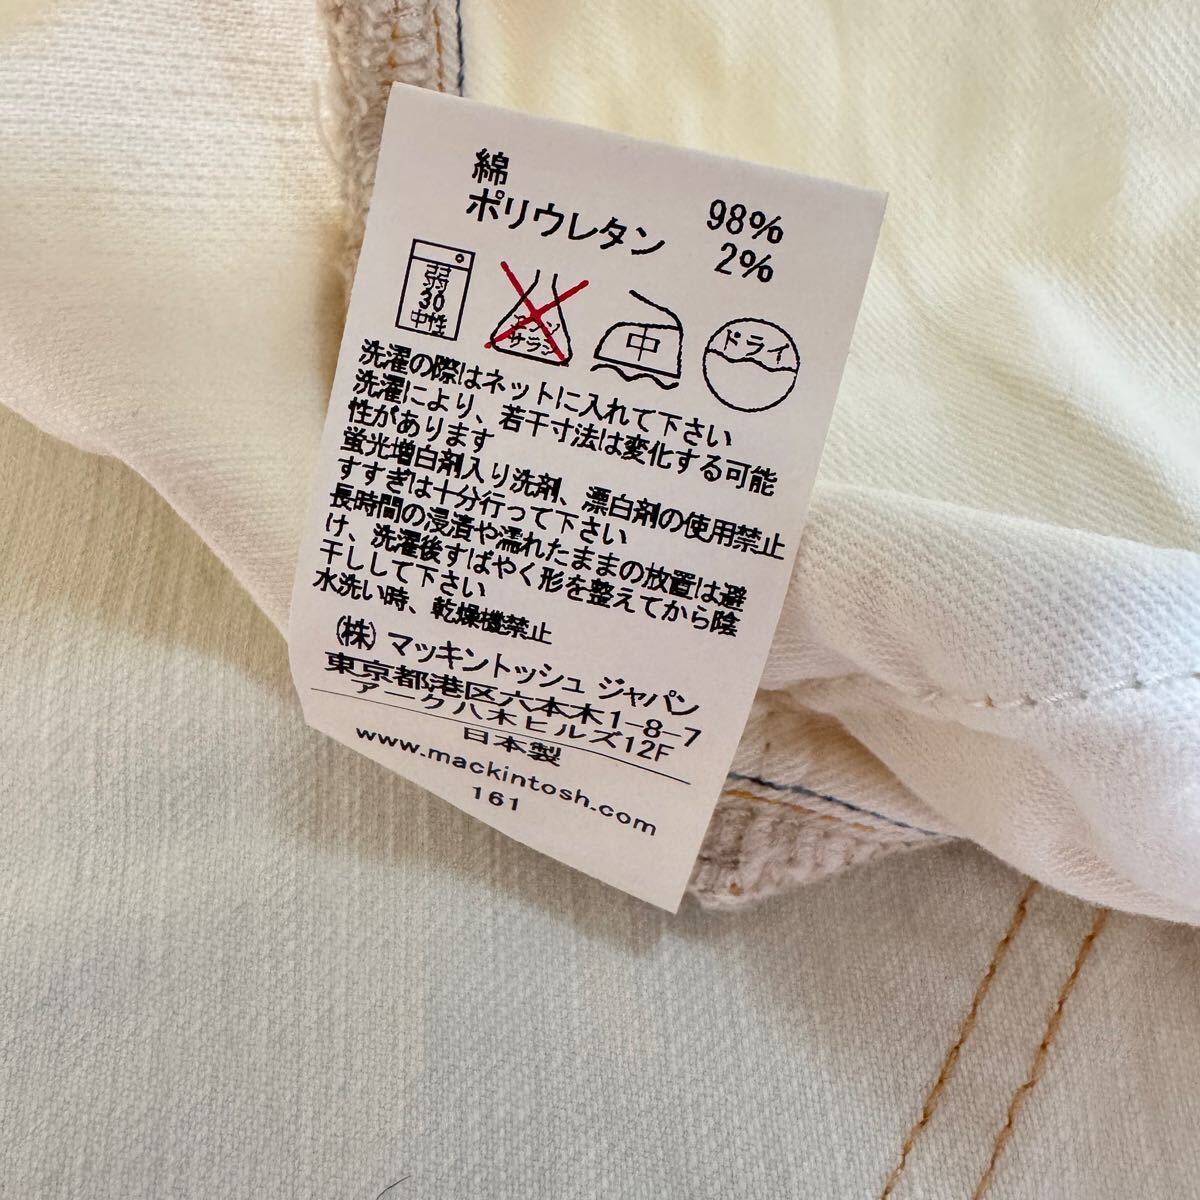 綿 98%
ポリウレタン 2%
弱
30
中性
エンソ
サラシ
中
ドライ
洗濯の際はネットに入れて下さい
洗濯により、若干寸法は変化する可能
性があります
蛍光増白剤入り洗剤、漂白剤の使用禁止
すすぎは十分行って下さい
長時間の浸漬や濡れたままの放置は避
け、洗濯後すばやく形を整えてから陰
干しして下さい
水洗い時、乾燥機禁止
(株) マッキントッシュ ジャパン
東京都港区六本木1-8-7
アーク八木ヒルズ12F
日本製
www.mackintosh.com
161